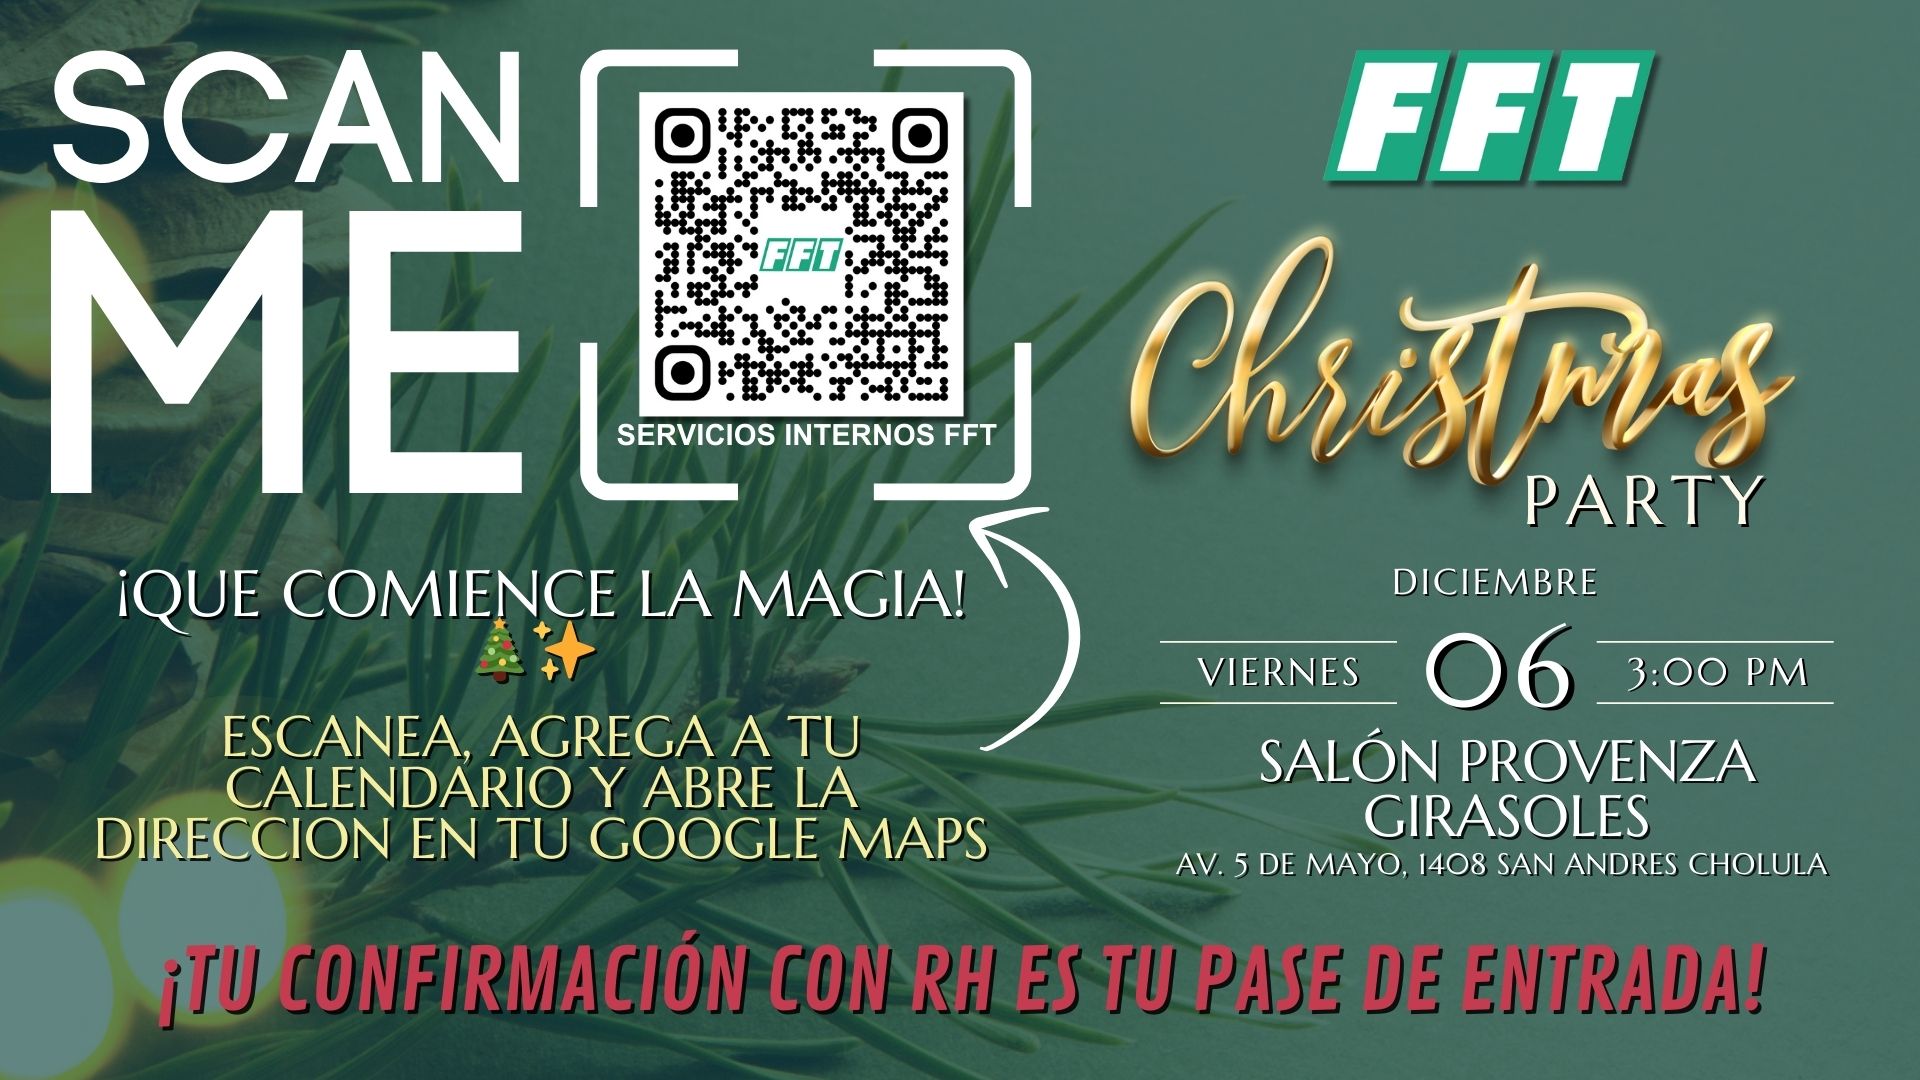 SCAN
ME
FFT
SERVICIOS INTERNOS FFT
¡QUE COMIENCE LA MAGIA!
🎄✨
ESCANEA, AGREGA A TU
CALENDARIO Y ABRE LA
DIRECCION EN TU GOOGLE MAPS
FFT
Christmas
PARTY
DICIEMBRE
VIERNES 06 3:00 PM
SALÓN PROVENZA
GIRASOLES
AV. 5 DE MAYO, 1408 SAN ANDRES CHOLULA
¡TU CONFIRMACIÓN CON RH ES TU PASE DE ENTRADA!